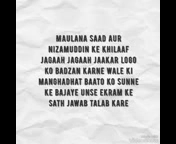 MAULANA SAAD AUR
NIZAMUDDIN KE KHILAAF
JAGAAH JAGAAH JAAKAR LOGO
KO BADZAN KARNE WALE KI
MANGHADHAT BAATO KO SUNNE
KE BAJAYE UNSE EKRAM KE
SATH JAWAB TALAB KARE